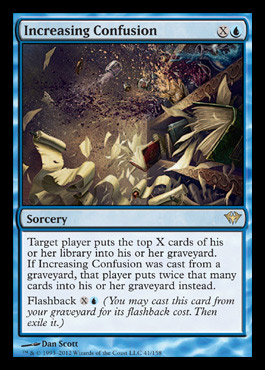 Increasing Confusion X
Sorcery
Target player puts the top X cards of his
or her library into his or her graveyard.
If Increasing Confusion was cast from a
graveyard, that player puts twice that many
cards into his or her graveyard instead.
Flashback X (You may cast this card from
your graveyard for its flashback cost. Then
exile it.)
Dan Scott
™ & © 1993–2012 Wizards of the Coast LLC 41/158